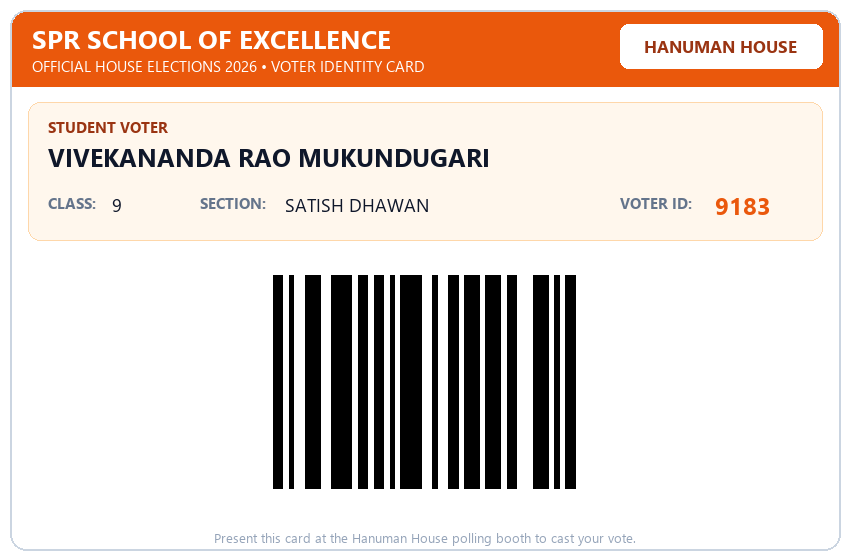 SPR SCHOOL OF EXCELLENCE
OFFICIAL HOUSE ELECTIONS 2026 • VOTER IDENTITY CARD
HANUMAN HOUSE
STUDENT VOTER
VIVEKANANDA RAO MUKUNDUGARI
CLASS: 9 SECTION: SATISH DHAWAN VOTER ID: 9183
Present this card at the Hanuman House polling booth to cast your vote.